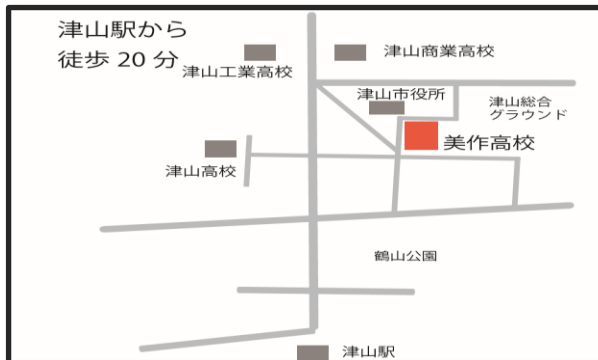 津山駅から
徒歩 20 分
津山工業高校
津山商業高校
津山市役所
津山総合
グラウンド
美作高校
津山高校
鶴山公園
津山駅